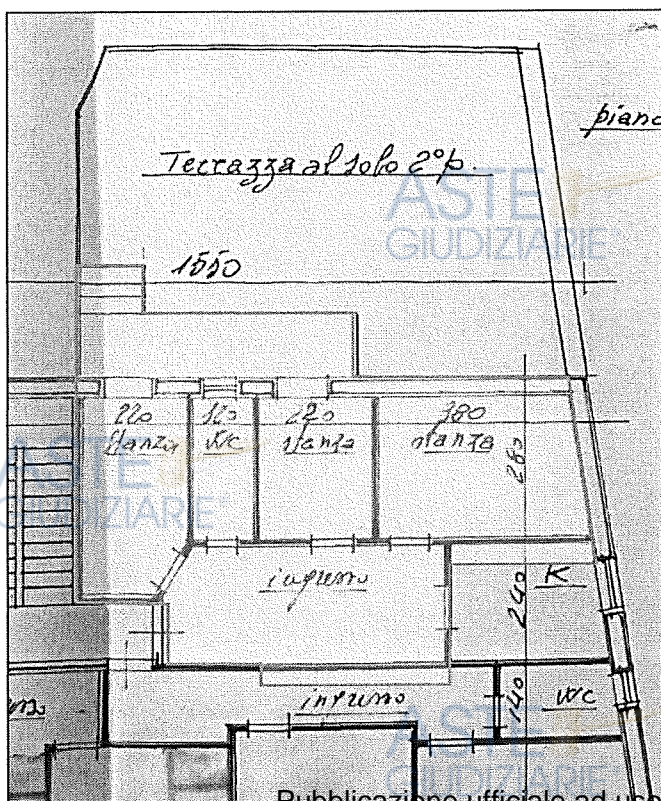 piano
Terrazza al solo 2°p.
ASTE
GIUDIZIARIE®
1550
220 120 220 380
stanza wc stanza stanza
260
ASTE
GIUDIZIARIE®
ingresso
K
240
ingresso
140
wc
ASTE
GIUDIZIARIE®
Pubblicazione ufficiale ad uso